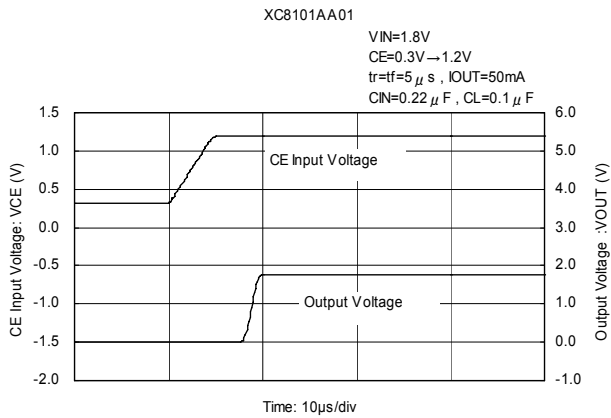 XC8101AA01
VIN=1.8V
CE=0.3V→1.2V
tr=tf=5μs , IOUT=50mA
CIN=0.22μF , CL=0.1μF
CE Input Voltage: VCE (V)
1.5
1.0
0.5
0.0
-0.5
-1.0
-1.5
-2.0
CE Input Voltage
Output Voltage
6.0
5.0
4.0
3.0
2.0
1.0
0.0
-1.0
Output Voltage :VOUT (V)
Time: 10μs/div